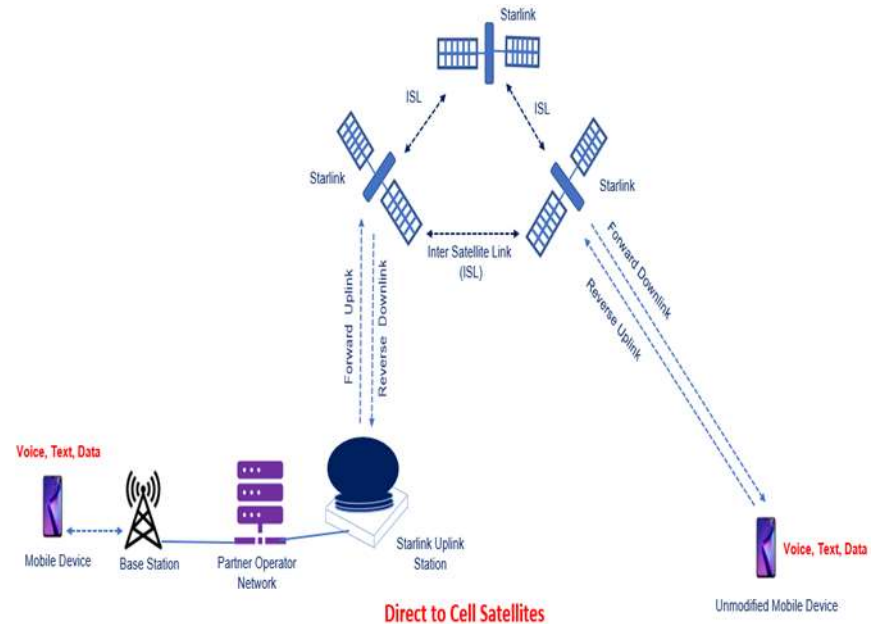 Starlink
ISL
ISL
Starlink
Starlink
Inter Satellite Link
(ISL)
Forward Uplink
Reverse Downlink
Forward Downlink
Reverse Uplink
Voice, Text, Data
Mobile Device
Base Station
Partner Operator
Network
Starlink Uplink
Station
Voice, Text, Data
Unmodified Mobile Device
Direct to Cell Satellites